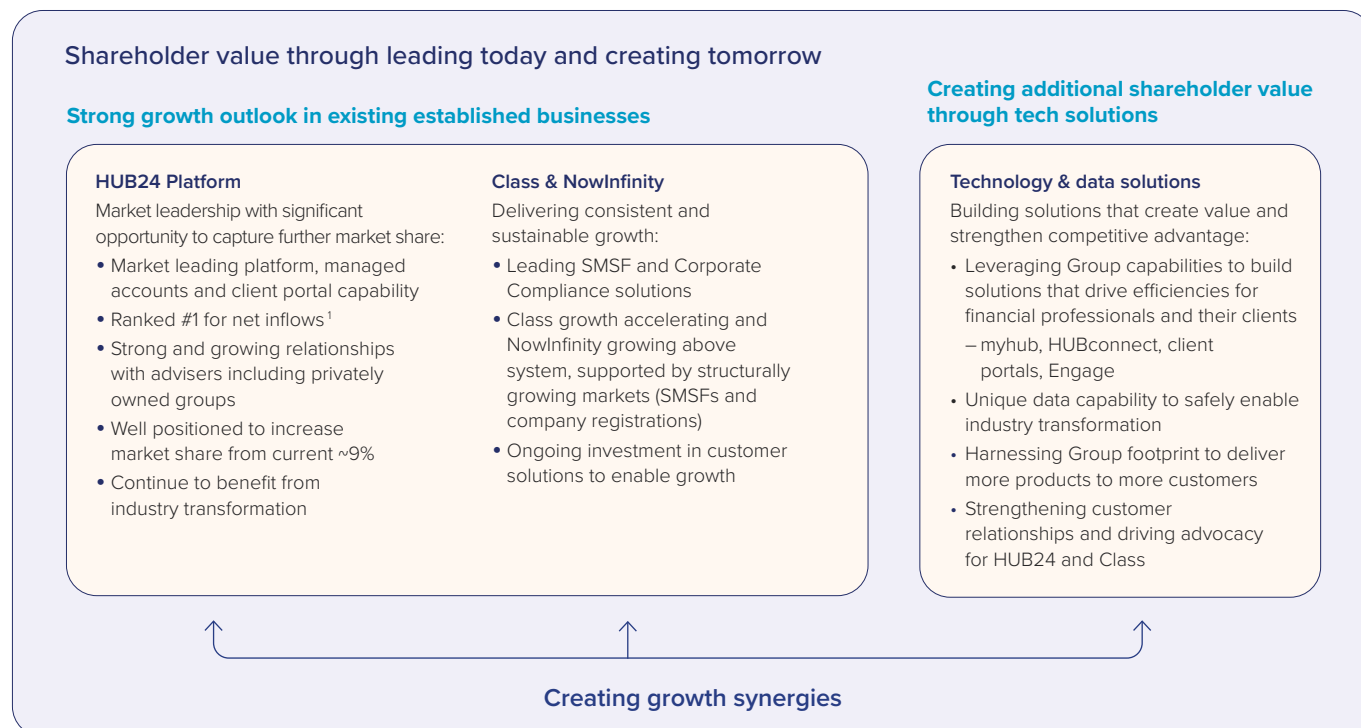 Shareholder value through leading today and creating tomorrow
Strong growth outlook in existing established businesses
HUB24 Platform
Market leadership with significant
opportunity to capture further market share:
• Market leading platform, managed
accounts and client portal capability
• Ranked #1 for net inflows¹
• Strong and growing relationships
with advisers including privately
owned groups
• Well positioned to increase
market share from current ~9%
• Continue to benefit from
industry transformation
Class & NowInfinity
Delivering consistent and
sustainable growth:
• Leading SMSF and Corporate
Compliance solutions
• Class growth accelerating and
NowInfinity growing above
system, supported by structurally
growing markets (SMSFs and
company registrations)
• Ongoing investment in customer
solutions to enable growth
Creating additional shareholder value
through tech solutions
Technology & data solutions
Building solutions that create value and
strengthen competitive advantage:
• Leveraging Group capabilities to build
solutions that drive efficiencies for
financial professionals and their clients
– myhub, HUBconnect, client
portals, Engage
• Unique data capability to safely enable
industry transformation
• Harnessing Group footprint to deliver
more products to more customers
• Strengthening customer
relationships and driving advocacy
for HUB24 and Class
Creating growth synergies